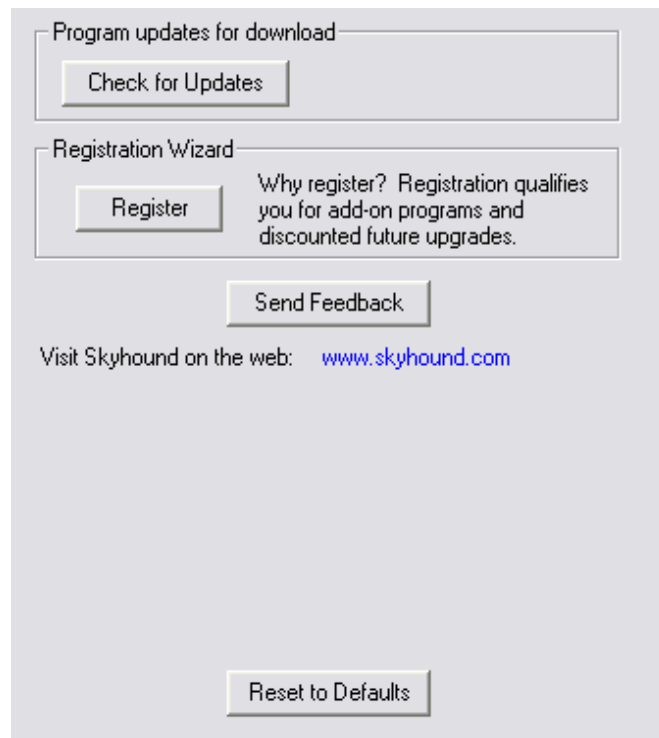 Program updates for download
Check for Updates
Registration Wizard
Register
Why register?  Registration qualifies
you for add-on programs and
discounted future upgrades.
Send Feedback
Visit Skyhound on the web: www.skyhound.com
Reset to Defaults